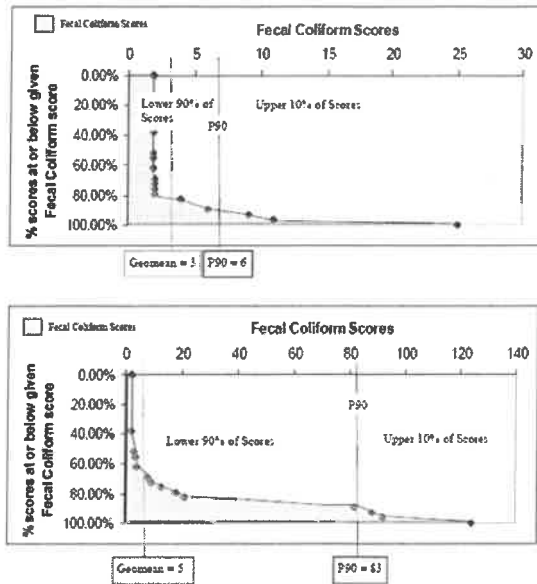 Fecal Coliform Scores
Fecal Coliform Scores
0 5 10 15 20 25 30
% scores at or below given
Fecal Coliform score
0.00%
20.00%
40.00%
60.00%
80.00%
100.00%
Lower 90% of
Scores
P90
Upper 10% of Scores
Geomean = 3
P90 = 6
Fecal Coliform Scores
Fecal Coliform Scores
0 20 40 60 80 100 120 140
% scores at or below given
Fecal Coliform score
0.00%
20.00%
40.00%
60.00%
80.00%
100.00%
P90
Lower 90% of Scores
Upper 10% of Scores
Geomean = 5
P90 = 83